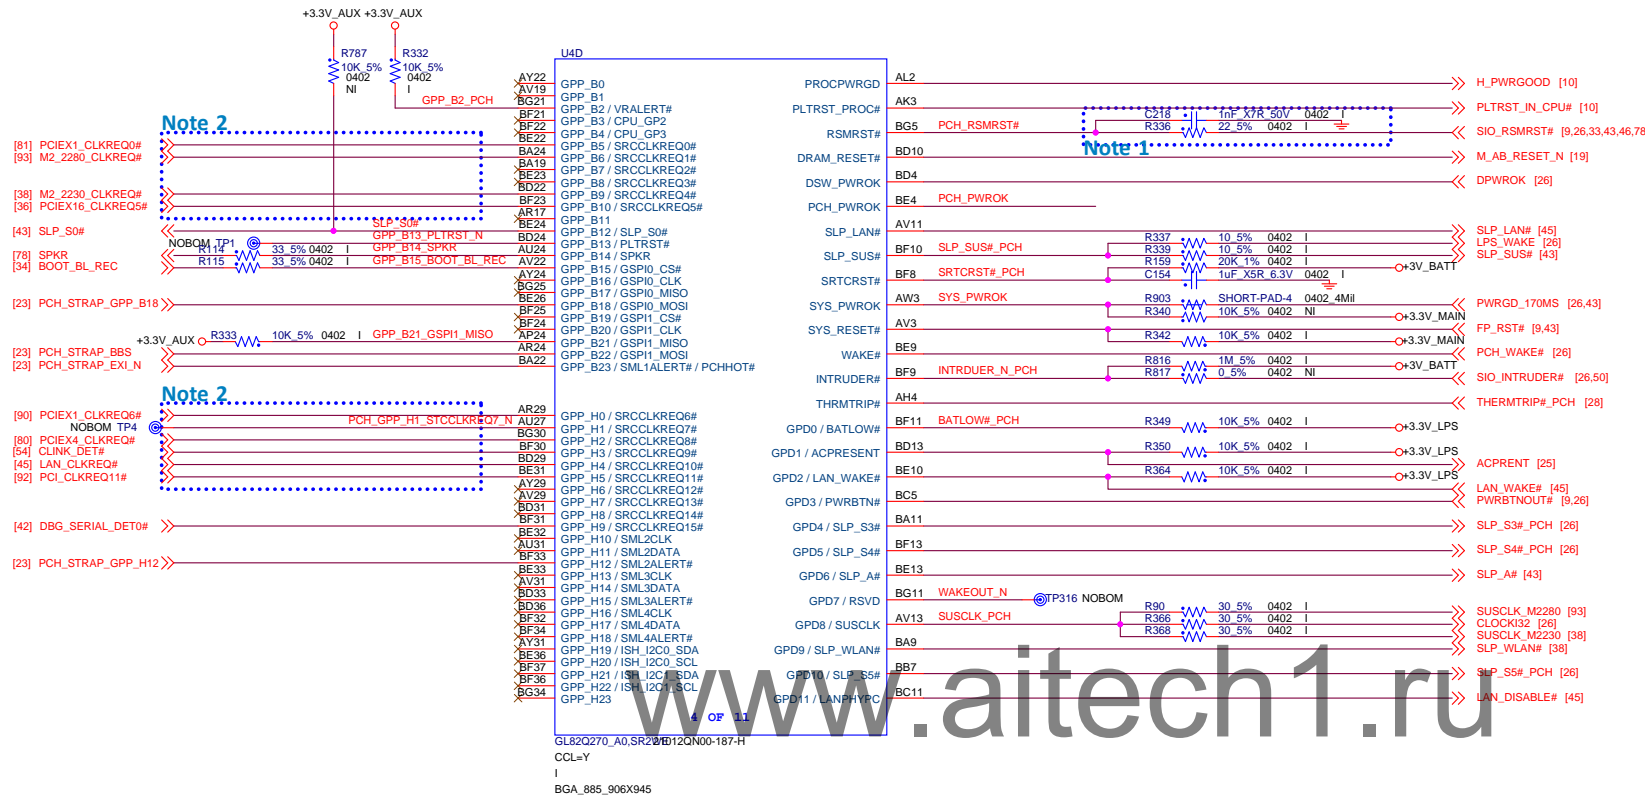 +3.3V_AUX +3.3V_AUX
R787 10K_5% 0402 NI
R332 10K_5% 0402 I
GPP_B2_PCH
U4D
Note 2
[81] PCIEX1_CLKREQ0#
[93] M2_2280_CLKREQ#
[38] M2_2230_CLKREQ#
[36] PCIEX16_CLKREQ5#
[43] SLP_S0#
SLP_S0#
NOBOM TP1
GPP_B13_PLTRST_N
[78] SPKR
R114 33_5% 0402 I GPP_B14_SPKR
[34] BOOT_BL_REC
R115 33_5% 0402 I GPP_B15_BOOT_BL_REC
[23] PCH_STRAP_GPP_B18
+3.3V_AUX R333 10K_5% 0402 I GPP_B21_GSPI1_MISO
[23] PCH_STRAP_BBS
[23] PCH_STRAP_EXI_N
Note 2
[90] PCIEX1_CLKREQ6#
NOBOM TP4
PCH_GPP_H1_STCCLKREQ7_N
[80] PCIEX4_CLKREQ#
[54] CLINK_DET#
[45] LAN_CLKREQ#
[92] PCI_CLKREQ11#
[42] DBG_SERIAL_DET0#
[23] PCH_STRAP_GPP_H12
AY22 GPP_B0
AV19 GPP_B1
BG21 GPP_B2 / VRALERT#
BF21 GPP_B3 / CPU_GP2
BF22 GPP_B4 / CPU_GP3
BE22 GPP_B5 / SRCCLKREQ0#
BA24 GPP_B6 / SRCCLKREQ1#
BA19 GPP_B7 / SRCCLKREQ2#
BE23 GPP_B8 / SRCCLKREQ3#
BD22 GPP_B9 / SRCCLKREQ4#
BF23 GPP_B10 / SRCCLKREQ5#
AR17 GPP_B11
BE24 GPP_B12 / SLP_S0#
BD24 GPP_B13 / PLTRST#
AU24 GPP_B14 / SPKR
AV22 GPP_B15 / GSPI0_CS#
AY24 GPP_B16 / GSPI0_CLK
BG25 GPP_B17 / GSPI0_MISO
BE26 GPP_B18 / GSPI0_MOSI
BF25 GPP_B19 / GSPI1_CS#
BF24 GPP_B20 / GSPI1_CLK
AP24 GPP_B21 / GSPI1_MISO
AR24 GPP_B22 / GSPI1_MOSI
BA22 GPP_B23 / SML1ALERT# / PCHHOT#
AR29 GPP_H0 / SRCCLKREQ6#
AU27 GPP_H1 / SRCCLKREQ7#
BG30 GPP_H2 / SRCCLKREQ8#
BF30 GPP_H3 / SRCCLKREQ9#
BD29 GPP_H4 / SRCCLKREQ10#
BE31 GPP_H5 / SRCCLKREQ11#
AY29 GPP_H6 / SRCCLKREQ12#
AV29 GPP_H7 / SRCCLKREQ13#
BD31 GPP_H8 / SRCCLKREQ14#
BF31 GPP_H9 / SRCCLKREQ15#
BE32 GPP_H10 / SML2CLK
AU31 GPP_H11 / SML2DATA
BF33 GPP_H12 / SML2ALERT#
BE33 GPP_H13 / SML3CLK
AV31 GPP_H14 / SML3DATA
BD33 GPP_H15 / SML3ALERT#
BD36 GPP_H16 / SML4CLK
BF32 GPP_H17 / SML4DATA
BF34 GPP_H18 / SML4ALERT#
AY31 GPP_H19 / ISH_I2C0_SDA
BE36 GPP_H20 / ISH_I2C0_SCL
BF37 GPP_H21 / ISH_I2C1_SDA
BF36 GPP_H22 / ISH_I2C1_SCL
BG34 GPP_H23
PROCPWRGD AL2 H_PWRGOOD [10]
PLTRST_PROC# AK3 PLTRST_IN_CPU# [10]
C218 1nF_X7R_50V 0402 I
RSMRST# BG5 PCH_RSMRST# R336 22_5% 0402 I SIO_RSMRST# [9,26,33,43,46,78
Note 1
DRAM_RESET# BD10 M_AB_RESET_N [19]
DSW_PWROK BD4 DPWROK [26]
PCH_PWROK BE4 PCH_PWROK
SLP_LAN# AV11 SLP_LAN# [45]
R337 10_5% 0402 I LPS_WAKE [26]
SLP_SUS# BF10 SLP_SUS#_PCH R339 10_5% 0402 I SLP_SUS# [43]
R159 20K_1% 0402 I +3V_BATT
SRTCRST# BF8 SRTCRST#_PCH C154 1uF_X5R_6.3V 0402 I
SYS_PWROK AW3 SYS_PWROK R903 SHORT-PAD-4 0402_4Mil PWRGD_170MS [26,43]
R340 10K_5% 0402 NI +3.3V_MAIN
SYS_RESET# AV3 FP_RST# [9,43]
R342 10K_5% 0402 I +3.3V_MAIN
WAKE# BE9 PCH_WAKE# [26]
R816 1M_5% 0402 I +3V_BATT
INTRUDER# BF9 INTRDUER_N_PCH R817 0_5% 0402 NI SIO_INTRUDER# [26,50]
THRMTRIP# AH4 THERMTRIP#_PCH [28]
GPD0 / BATLOW# BF11 BATLOW#_PCH R349 10K_5% 0402 I +3.3V_LPS
GPD1 / ACPRESENT BD13 R350 10K_5% 0402 I +3.3V_LPS
ACPRENT [25]
GPD2 / LAN_WAKE# BE10 R364 10K_5% 0402 I +3.3V_LPS
LAN_WAKE# [45]
GPD3 / PWRBTN# BC5 PWRBTNOUT# [9,26]
GPD4 / SLP_S3# BA11 SLP_S3#_PCH [26]
GPD5 / SLP_S4# BF13 SLP_S4#_PCH [26]
GPD6 / SLP_A# BE13 SLP_A# [43]
GPD7 / RSVD BG11 WAKEOUT_N TP316 NOBOM
R90 30_5% 0402 I SUSCLK_M2280 [93]
GPD8 / SUSCLK AV13 SUSCLK_PCH R366 30_5% 0402 I CLOCKI32 [26]
R368 30_5% 0402 I SUSCLK_M2230 [38]
GPD9 / SLP_WLAN# BA9 SLP_WLAN# [38]
GPD10 / SLP_S5# BB7 SLP_S5#_PCH [26]
GPD11 / LANPHYPC BC11 LAN_DISABLE# [45]
4 OF 11
www.aitech1.ru
CCL=Y
I
BGA_885_906X945